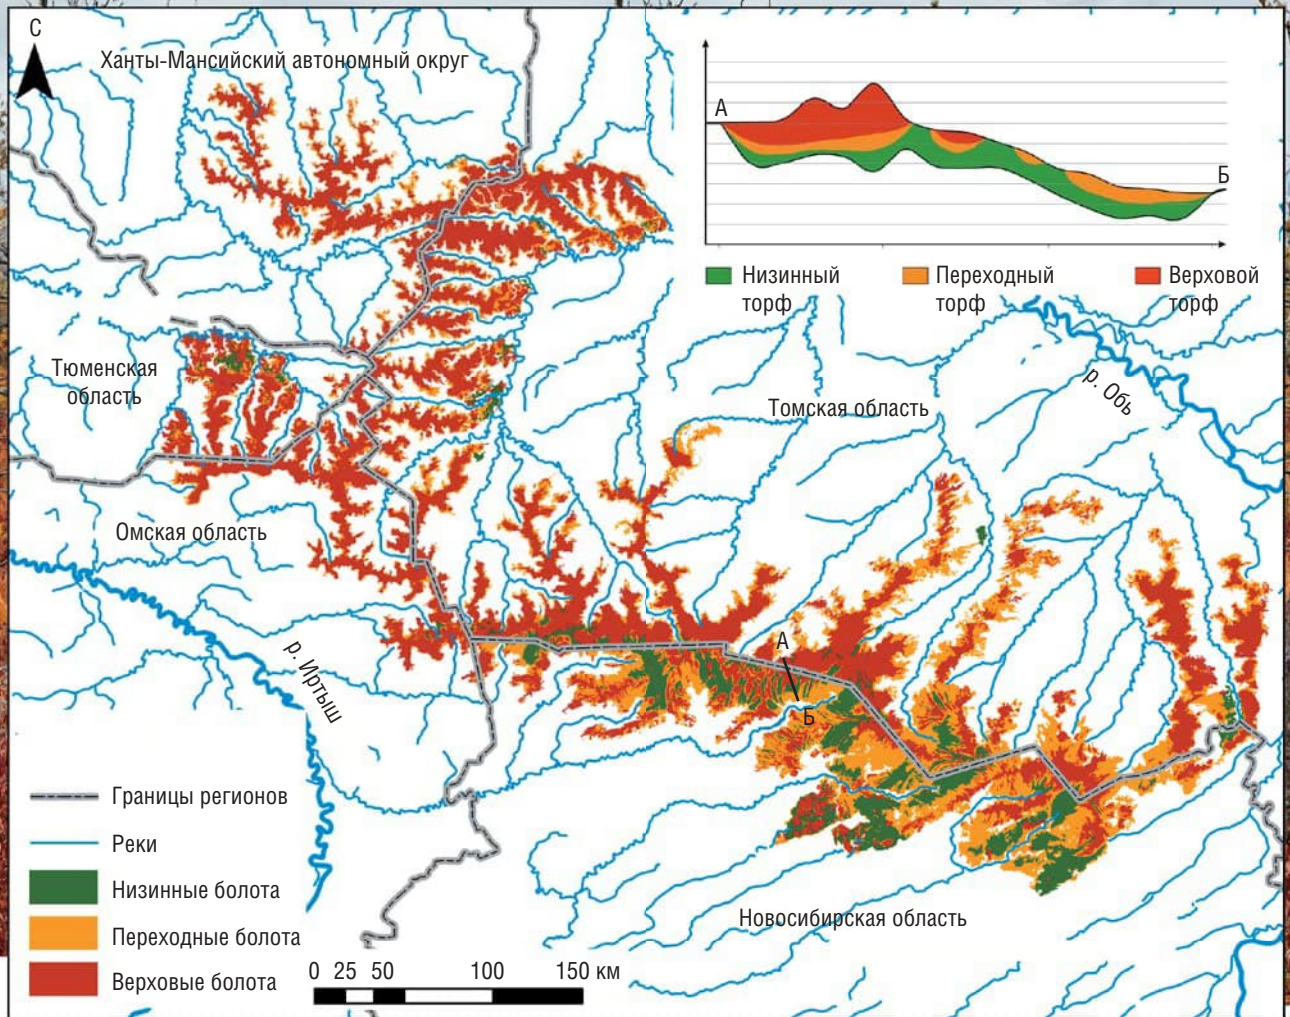 С
Ханты-Мансийский автономный округ
А
Б
Низинный
торф
Переходный
торф
Верховой
торф
Тюменская
область
Томская область
р. Обь
Омская область
р. Иртыш
А
Б
Границы регионов
Реки
Низинные болота
Переходные болота
Верховые болота
Новосибирская область
0 25 50 100 150 км